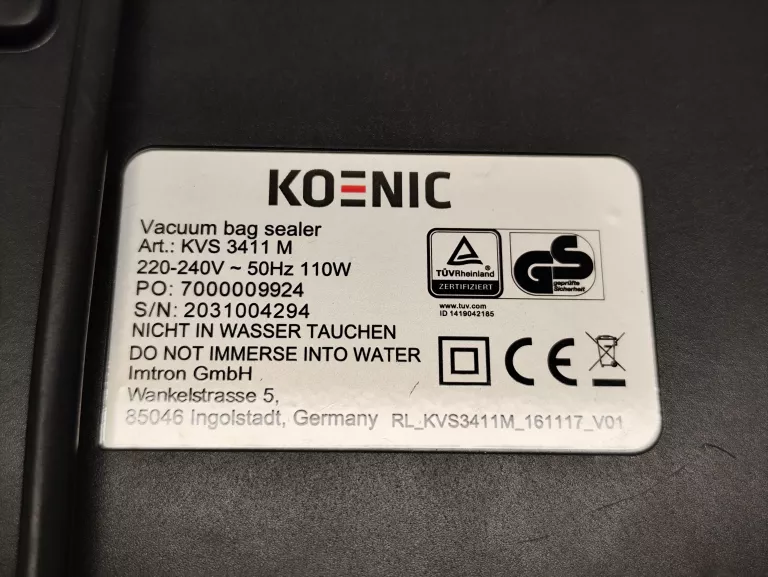 KOENIC
Vacuum bag sealer
Art.: KVS 3411 M
220-240V ~ 50Hz 110W
PO: 7000009924
S/N: 2031004294
NICHT IN WASSER TAUCHEN
DO NOT IMMERSE INTO WATER
Imtron GmbH
Wankelstrasse 5,
85046 Ingolstadt, Germany RL_KVS3411M_161117_V01
TÜVRheinland
ZERTIFIZIERT
www.tuv.com
ID 1419042185
GS
geprüfte
Sicherheit
CE